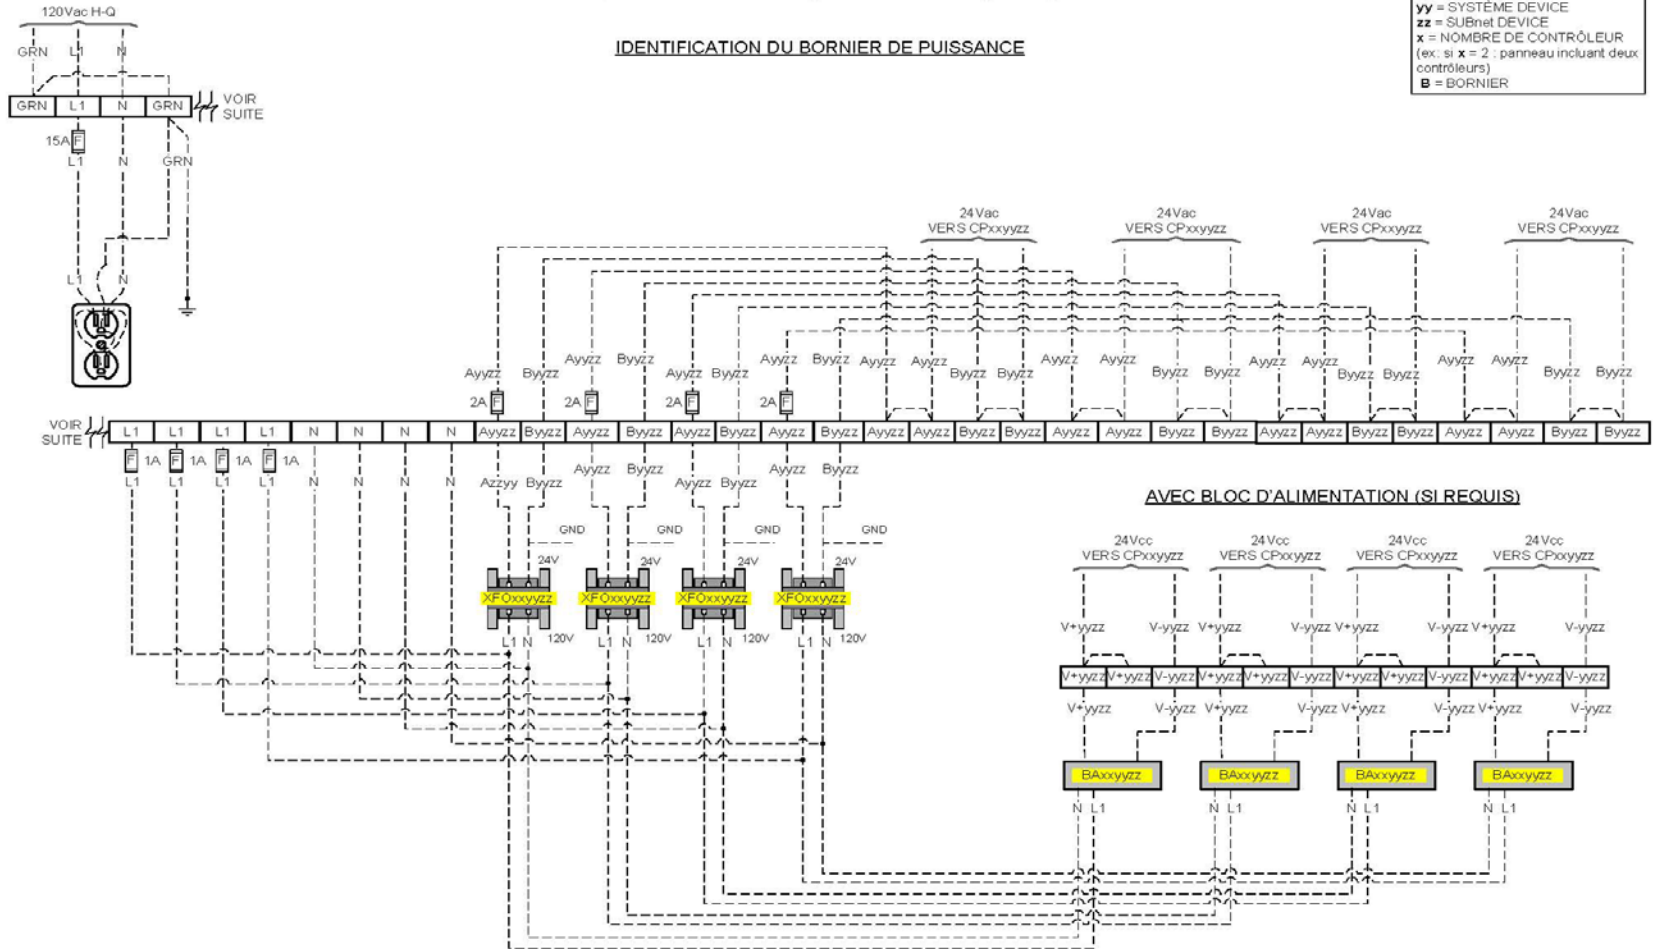 120Vac H-Q
GRN L1 N
GRN L1 N GRN
VOIR
SUITE
15A F
L1 N GRN
L1 N
IDENTIFICATION DU BORNIER DE PUISSANCE
yy = SYSTÈME DEVICE
zz = SUBnet DEVICE
x = NOMBRE DE CONTRÔLEUR
(ex: si x = 2 : panneau incluant deux
contrôleurs)
B = BORNIER
24Vac 24Vac 24Vac 24Vac
VERS CPxxyyzz VERS CPxxyyzz VERS CPxxyyzz VERS CPxxyyzz
Ayyzz Byyzz Ayyzz Byyzz Ayyzz Byyzz Ayyzz Byyzz Ayyzz Ayyzz Byyzz Byyzz Ayyzz Ayyzz Byyzz Byyzz Ayyzz Ayyzz Byyzz Byyzz Ayyzz Ayyzz Byyzz Byyzz
2A F 2A F 2A F 2A F
VOIR
SUITE
L1 L1 L1 L1 N N N N Ayyzz Byyzz Ayyzz Byyzz Ayyzz Byyzz Ayyzz Byyzz Ayyzz Ayyzz Byyzz Byyzz Ayyzz Ayyzz Byyzz Byyzz Ayyzz Ayyzz Byyzz Byyzz Ayyzz Ayyzz Byyzz Byyzz
F 1A F 1A F 1A F 1A
L1 L1 L1 L1 N N N N Azzyy Byyzz Ayyzz Byyzz Ayyzz Byyzz Ayyzz Byyzz
GND GND GND GND
24V 24V 24V 24V
XFOxxyyzz XFOxxyyzz XFOxxyyzz XFOxxyyzz
L1 N 120V L1 N 120V L1 N 120V L1 N 120V
AVEC BLOC D'ALIMENTATION (SI REQUIS)
24Vcc 24Vcc 24Vcc 24Vcc
VERS CPxxyyzz VERS CPxxyyzz VERS CPxxyyzz VERS CPxxyyzz
V+yyzz V-yyzz V+yyzz V-yyzz V+yyzz V-yyzz V+yyzz V-yyzz
V+yyzz V+yyzz V-yyzz V+yyzz V+yyzz V-yyzz V+yyzz V+yyzz V-yyzz V+yyzz V+yyzz V-yyzz
V+yyzz V-yyzz V+yyzz V-yyzz V+yyzz V-yyzz V+yyzz V-yyzz
BAxxyyzz BAxxyyzz BAxxyyzz BAxxyyzz
N L1 N L1 N L1 N L1